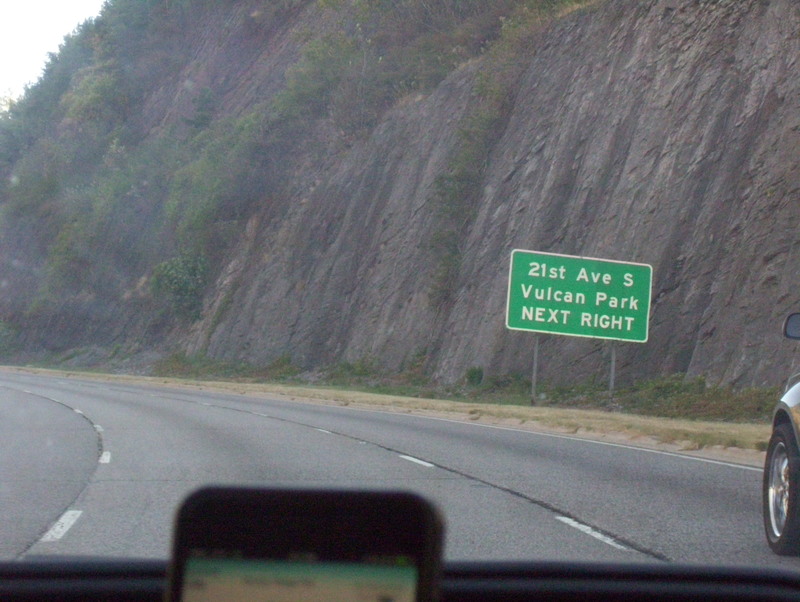 21st Ave S
Vulcan Park
NEXT RIGHT